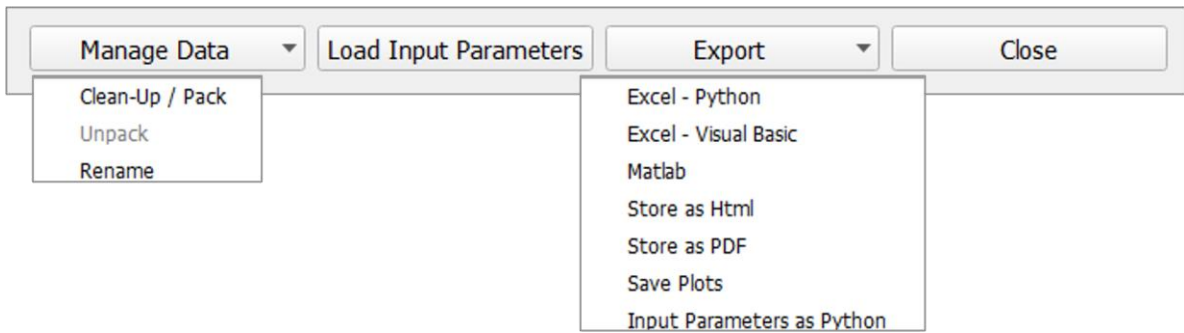 Manage Data
Load Input Parameters
Export
Close
Clean-Up / Pack
Unpack
Rename
Excel - Python
Excel - Visual Basic
Matlab
Store as Html
Store as PDF
Save Plots
Input Parameters as Python